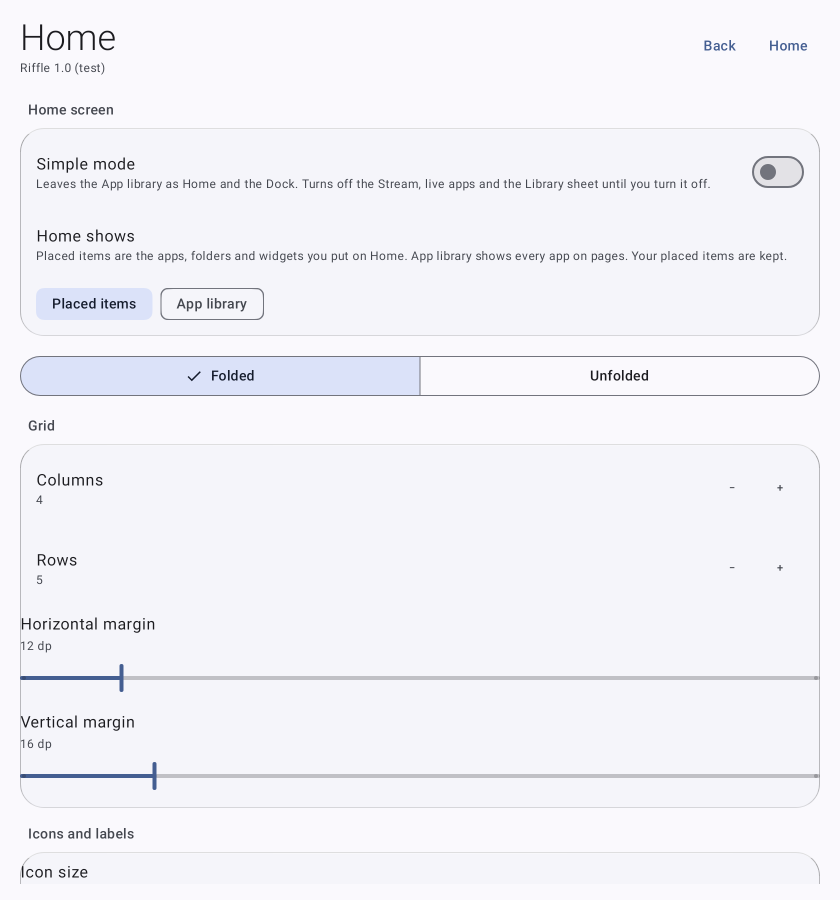 Home
Riffle 1.0 (test)
Back
Home
Home screen
Simple mode
Leaves the App library as Home and the Dock. Turns off the Stream, live apps and the Library sheet until you turn it off.
Home shows
Placed items are the apps, folders and widgets you put on Home. App library shows every app on pages. Your placed items are kept.
Placed items
App library
Folded
Unfolded
Grid
Columns
4
− +
Rows
5
− +
Horizontal margin
12 dp
Vertical margin
16 dp
Icons and labels
Icon size